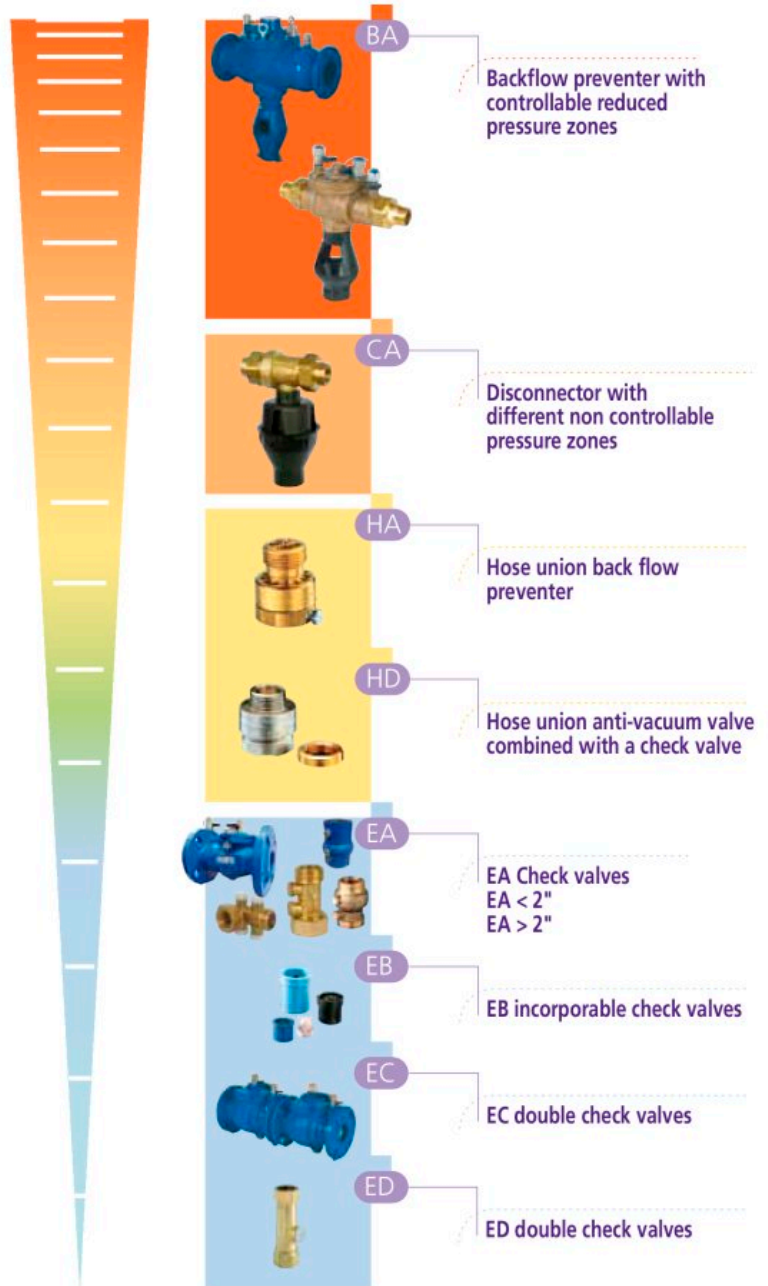 BA
Backflow preventer with
controllable reduced
pressure zones
CA
Disconnector with
different non controllable
pressure zones
HA
Hose union back flow
preventer
HD
Hose union anti-vacuum valve
combined with a check valve
EA
EA Check valves
EA < 2"
EA > 2"
EB
EB incorporable check valves
EC
EC double check valves
ED
ED double check valves